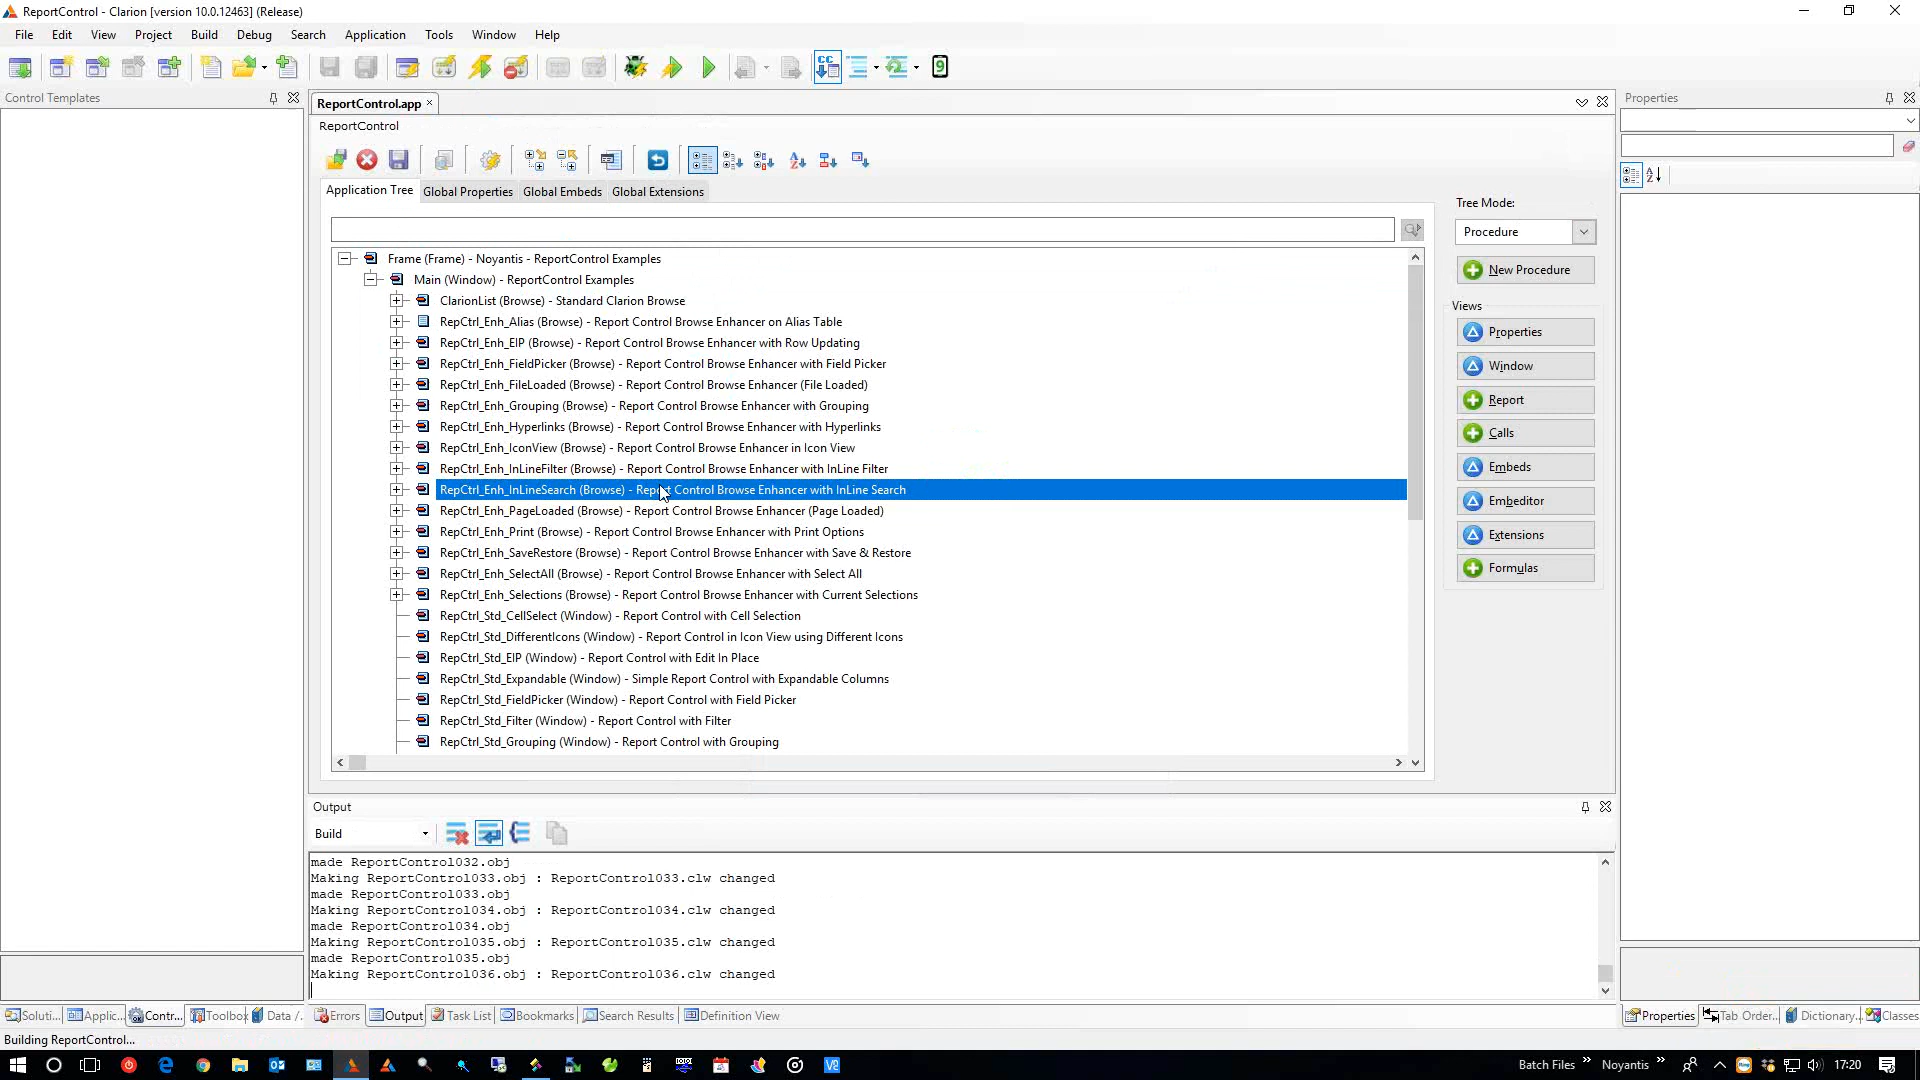 ReportControl - Clarion [version 10.0.12463] (Release)
File Edit View Project Build Debug Search Application Tools Window Help
Control Templates
ReportControl.app
Properties
ReportControl
Application Tree Global Properties Global Embeds Global Extensions
Tree Mode:
Procedure
New Procedure
Views
Properties
Window
Report
Calls
Embeds
Embeditor
Extensions
Formulas
Frame (Frame) - Noyantis - ReportControl Examples
Main (Window) - ReportControl Examples
ClarionList (Browse) - Standard Clarion Browse
RepCtrl_Enh_Alias (Browse) - Report Control Browse Enhancer on Alias Table
RepCtrl_Enh_EIP (Browse) - Report Control Browse Enhancer with Row Updating
RepCtrl_Enh_FieldPicker (Browse) - Report Control Browse Enhancer with Field Picker
RepCtrl_Enh_FileLoaded (Browse) - Report Control Browse Enhancer (File Loaded)
RepCtrl_Enh_Grouping (Browse) - Report Control Browse Enhancer with Grouping
RepCtrl_Enh_Hyperlinks (Browse) - Report Control Browse Enhancer with Hyperlinks
RepCtrl_Enh_IconView (Browse) - Report Control Browse Enhancer in Icon View
RepCtrl_Enh_InLineFilter (Browse) - Report Control Browse Enhancer with InLine Filter
RepCtrl_Enh_InLineSearch (Browse) - Report Control Browse Enhancer with InLine Search
RepCtrl_Enh_PageLoaded (Browse) - Report Control Browse Enhancer (Page Loaded)
RepCtrl_Enh_Print (Browse) - Report Control Browse Enhancer with Print Options
RepCtrl_Enh_SaveRestore (Browse) - Report Control Browse Enhancer with Save & Restore
RepCtrl_Enh_SelectAll (Browse) - Report Control Browse Enhancer with Select All
RepCtrl_Enh_Selections (Browse) - Report Control Browse Enhancer with Current Selections
RepCtrl_Std_CellSelect (Window) - Report Control with Cell Selection
RepCtrl_Std_DifferentIcons (Window) - Report Control in Icon View using Different Icons
RepCtrl_Std_EIP (Window) - Report Control with Edit In Place
RepCtrl_Std_Expandable (Window) - Simple Report Control with Expandable Columns
RepCtrl_Std_FieldPicker (Window) - Report Control with Field Picker
RepCtrl_Std_Filter (Window) - Report Control with Filter
RepCtrl_Std_Grouping (Window) - Report Control with Grouping
Output
Build
made ReportControl032.obj
Making ReportControl033.obj : ReportControl033.clw changed
made ReportControl033.obj
Making ReportControl034.obj : ReportControl034.clw changed
made ReportControl034.obj
Making ReportControl035.obj : ReportControl035.clw changed
made ReportControl035.obj
Making ReportControl036.obj : ReportControl036.clw changed
Soluti... Applic... Contr... Toolbox Data /... Errors Output Task List Bookmarks Search Results Definition View Properties Tab Order... Dictionary... Classes
Building ReportControl...
Batch Files Noyantis 17:20